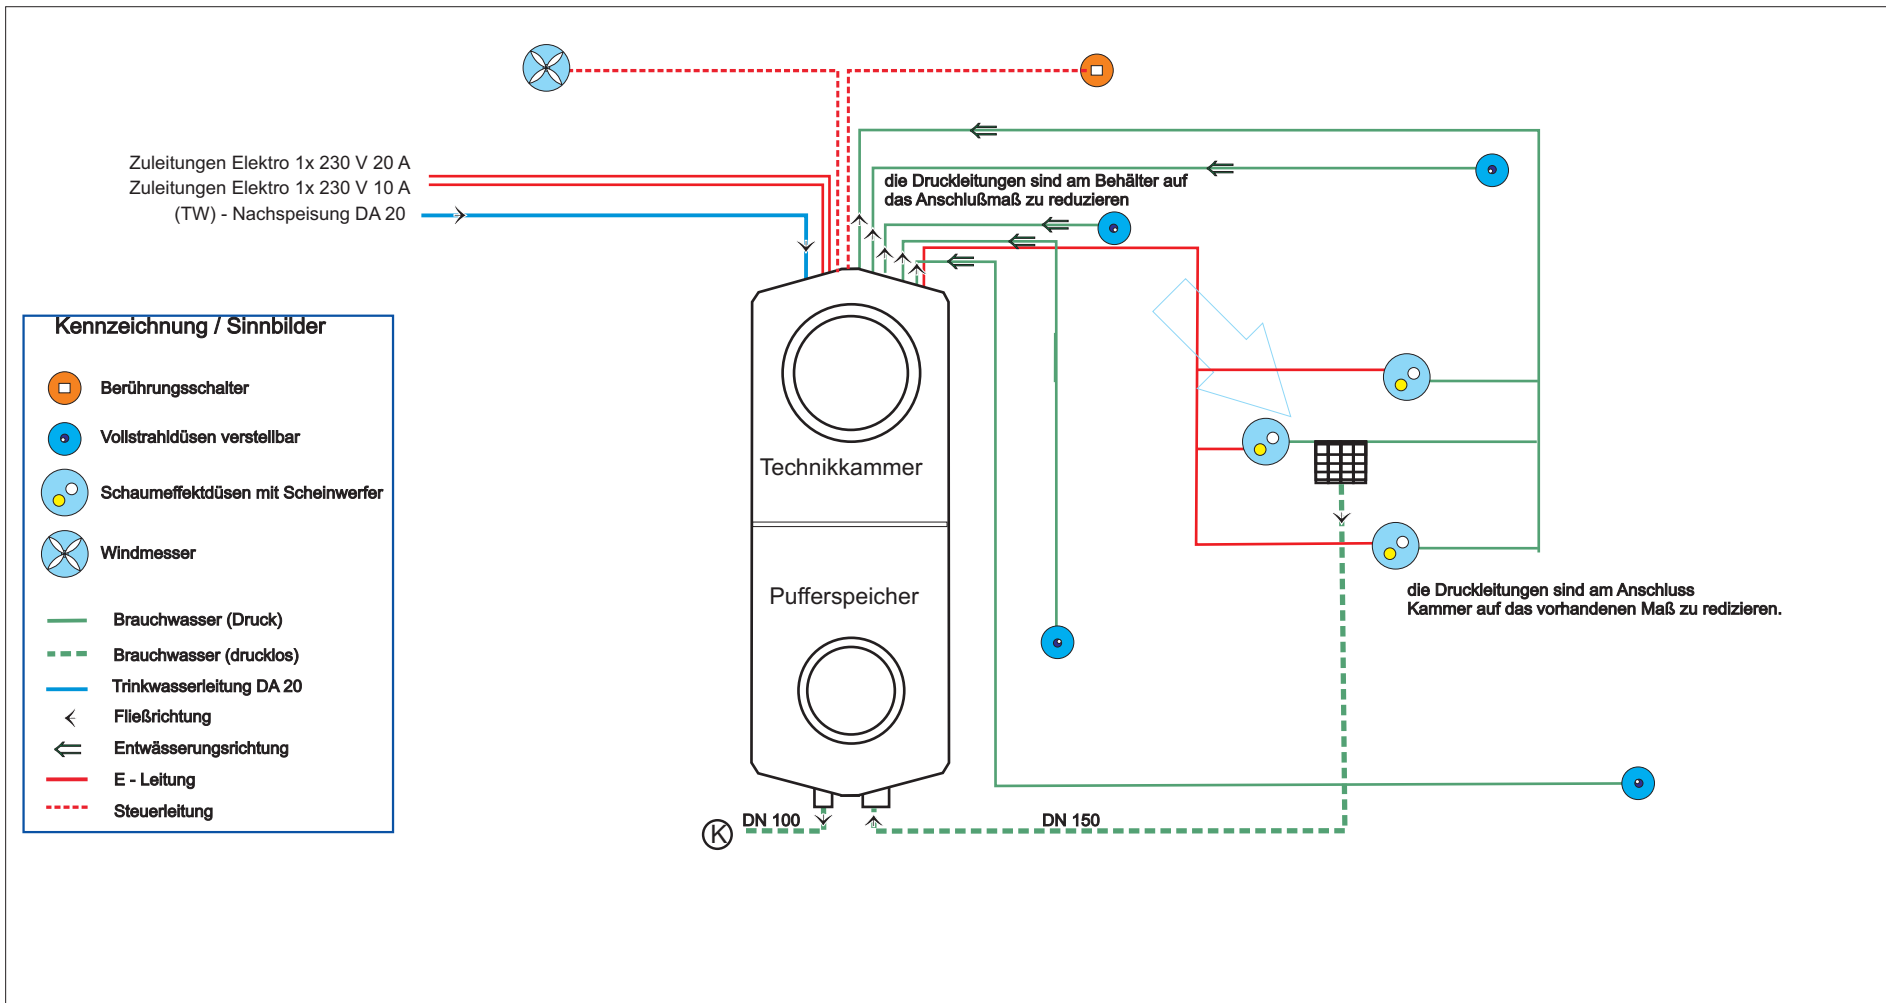 Zuleitungen Elektro 1x 230 V 20 A
Zuleitungen Elektro 1x 230 V 10 A
(TW) - Nachspeisung DA 20
die Druckleitungen sind am Behälter auf
das Anschlußmaß zu reduzieren
Kennzeichnung / Sinnbilder
Berührungsschalter
Vollstrahldüsen verstellbar
Schaumeffektdüsen mit Scheinwerfer
Windmesser
Brauchwasser (Druck)
Brauchwasser (drucklos)
Trinkwasserleitung DA 20
Fließrichtung
Entwässerungsrichtung
E - Leitung
Steuerleitung
Technikkammer
Pufferspeicher
die Druckleitungen sind am Anschluss
Kammer auf das vorhandenen Maß zu redizieren.
K
DN 100
DN 150